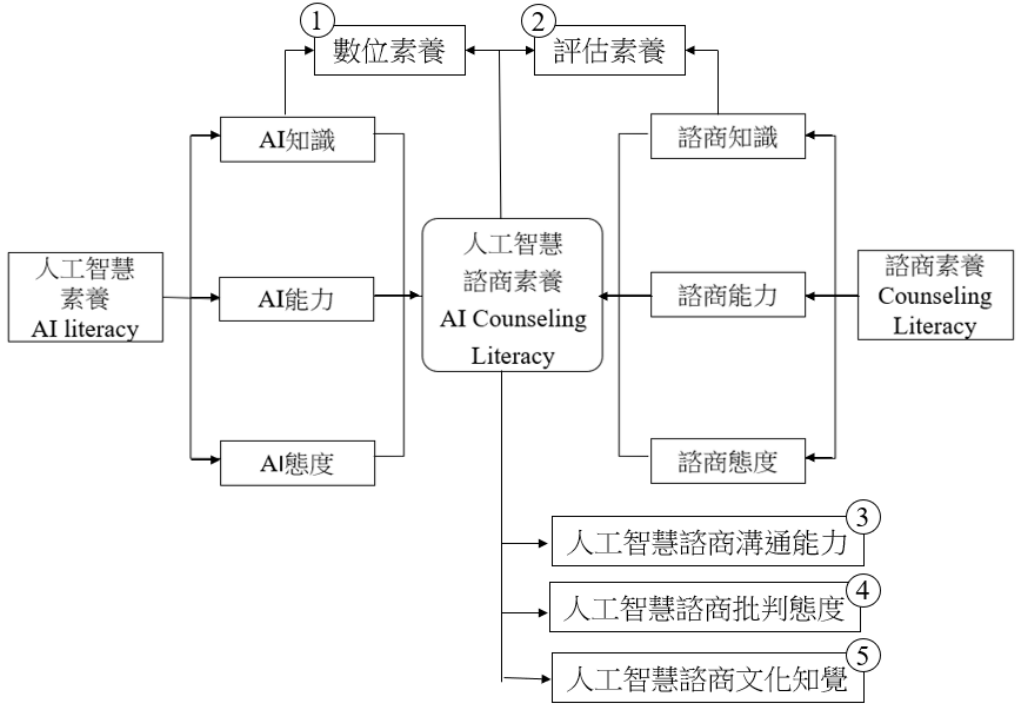 ①
數位素養
②
評估素養
AI知識
諮商知識
人工智慧
素養
AI literacy
AI能力
人工智慧
諮商素養
AI Counseling
Literacy
諮商能力
諮商素養
Counseling
Literacy
AI態度
諮商態度
③
人工智慧諮商溝通能力
④
人工智慧諮商批判態度
⑤
人工智慧諮商文化知覺